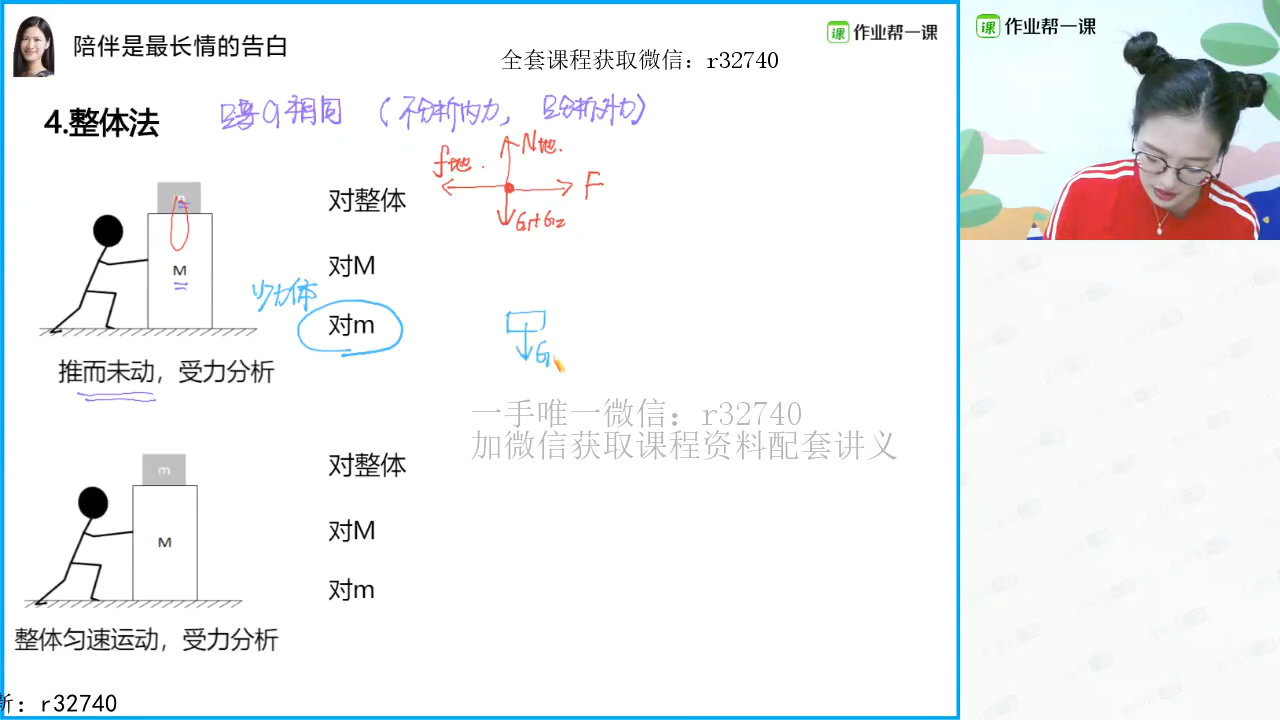 陪伴是最长情的告白
课 作业帮一课
课 作业帮一课
全套课程获取微信：r32740
4.整体法
相同（不分析内力，只分析外力）
f地
N地
F
G1+G2
对整体
对M
M
少力体
对m
G1
推而未动，受力分析
一手唯一微信：r32740
加微信获取课程资料配套讲义
m
M
对整体
对M
对m
整体匀速运动，受力分析
新：r32740